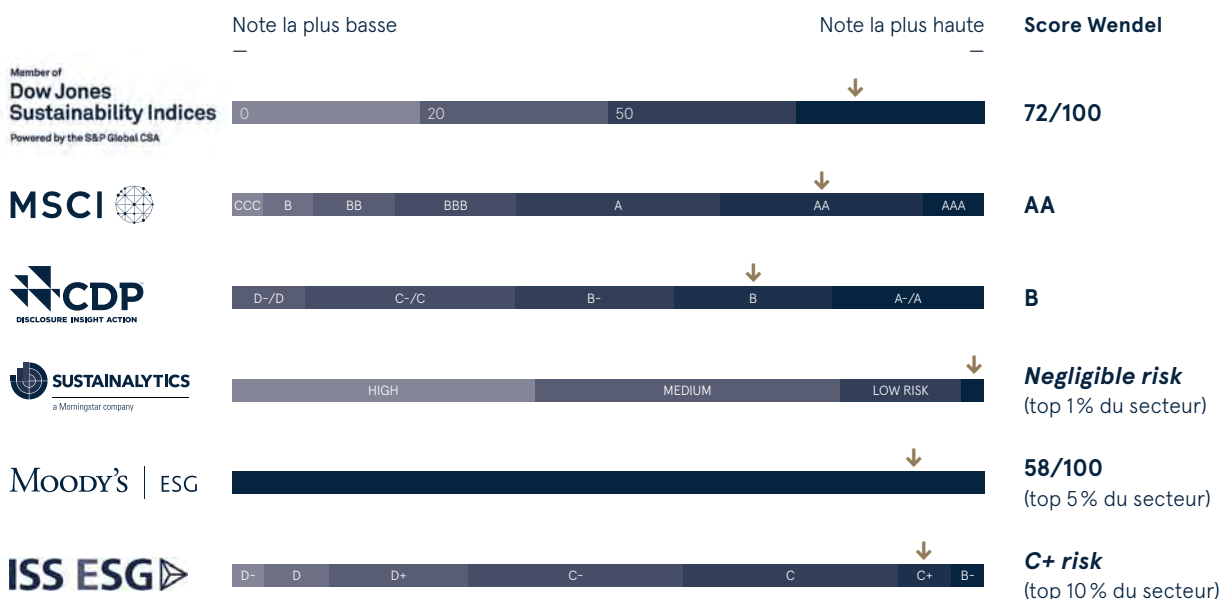 Note la plus basse Note la plus haute Score Wendel
Member of
Dow Jones
Sustainability Indices
Powered by the S&P Global CSA
0 20 50
72/100
MSCI
CCC B BB BBB A AA AAA
AA
CDP
DISCLOSURE INSIGHT ACTION
D-/D C-/C B- B A-/A
B
SUSTAINALYTICS
a Morningstar company
HIGH MEDIUM LOW RISK
Negligible risk
(top 1% du secteur)
MOODY'S | ESG
58/100
(top 5% du secteur)
ISS ESG
D- D D+ C- C C+ B-
C+ risk
(top 10% du secteur)